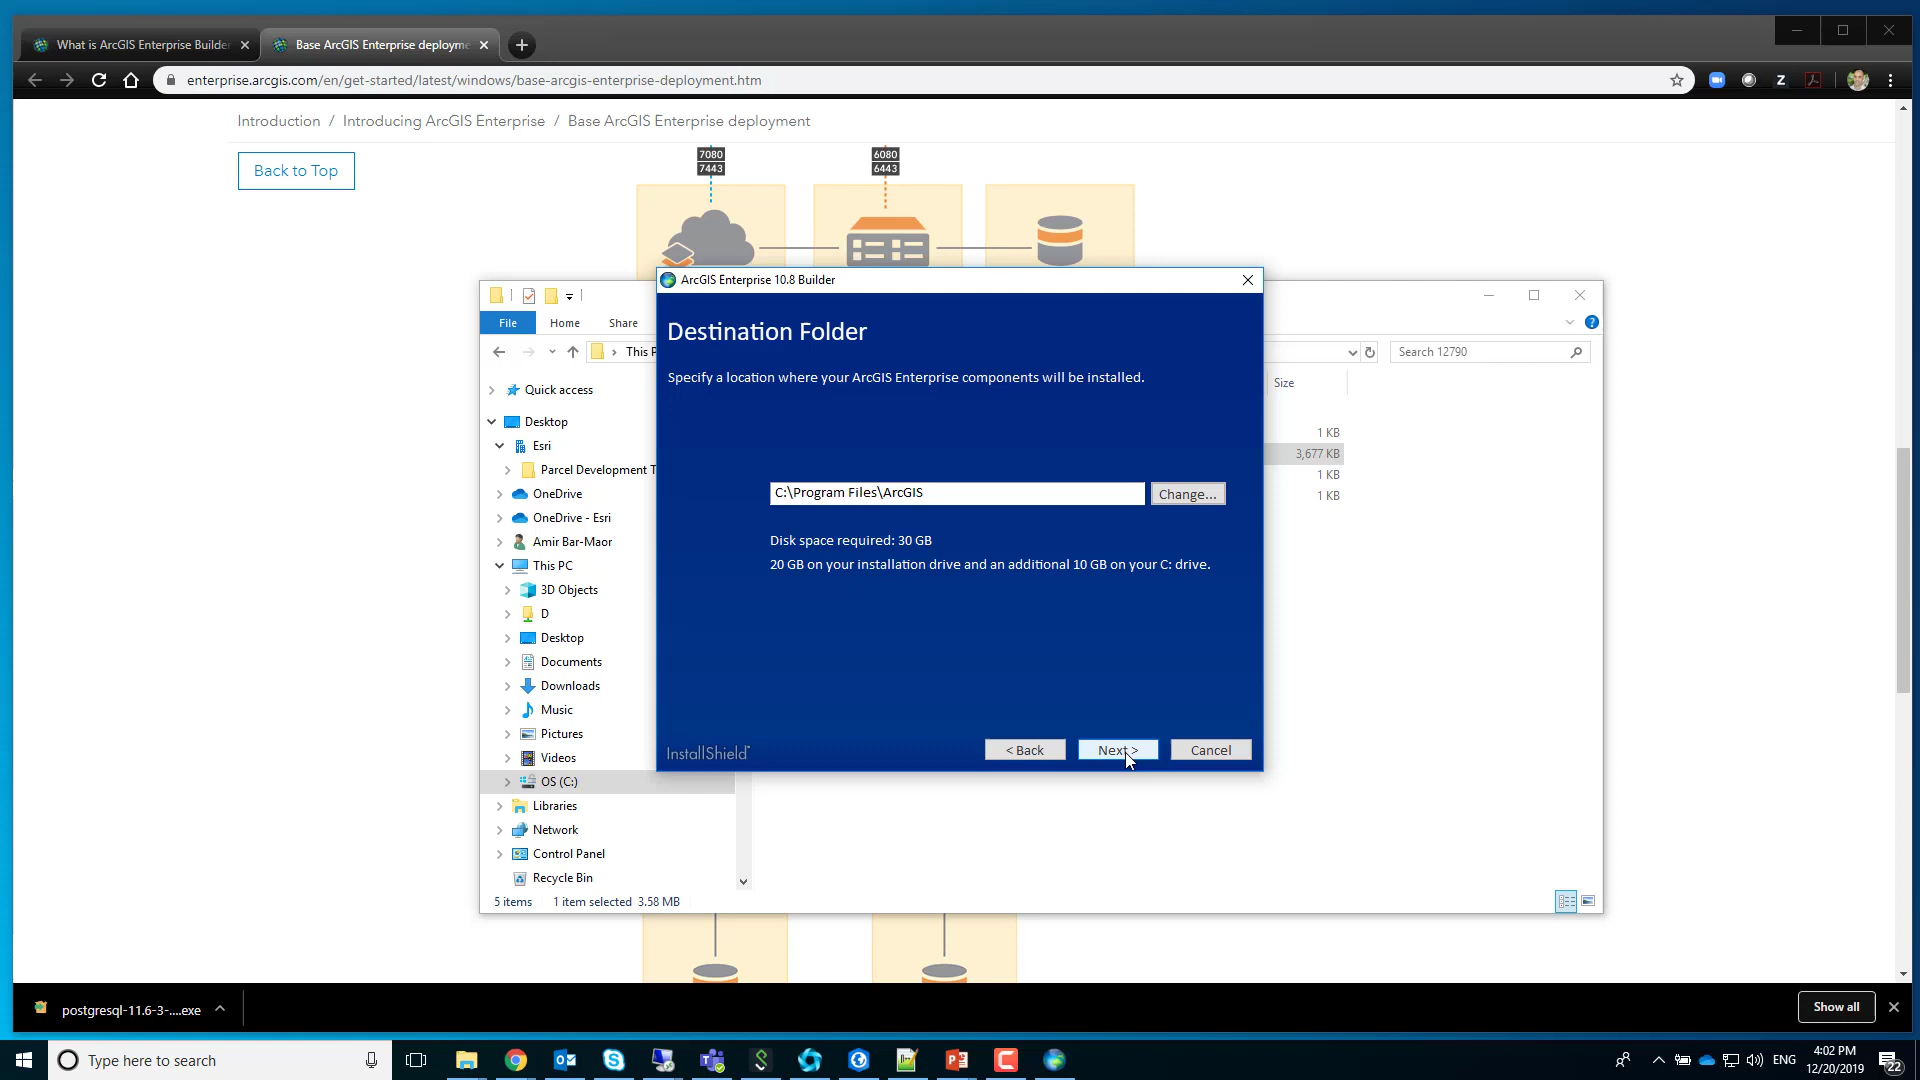 What is ArcGIS Enterprise Builde
Base ArcGIS Enterprise deployme
enterprise.arcgis.com/en/get-started/latest/windows/base-arcgis-enterprise-deployment.htm
Z
Introduction / Introducing ArcGIS Enterprise / Base ArcGIS Enterprise deployment
Back to Top
7080
7443
6080
6443
File
Home
Share
This P
Search 12790
Quick access
Desktop
Esri
Parcel Development T
OneDrive
OneDrive - Esri
Amir Bar-Maor
This PC
3D Objects
D
Desktop
Documents
Downloads
Music
Pictures
Videos
OS (C:)
Libraries
Network
Control Panel
Recycle Bin
5 items 1 item selected 3.58 MB
Size
1 KB
3,677 KB
1 KB
1 KB
ArcGIS Enterprise 10.8 Builder
Destination Folder
Specify a location where your ArcGIS Enterprise components will be installed.
C:\Program Files\ArcGIS
Change...
Disk space required: 30 GB
20 GB on your installation drive and an additional 10 GB on your C: drive.
InstallShield
< Back
Next >
Cancel
postgresql-11.6-3-....exe
Show all
Type here to search
ENG
4:02 PM
12/20/2019
22